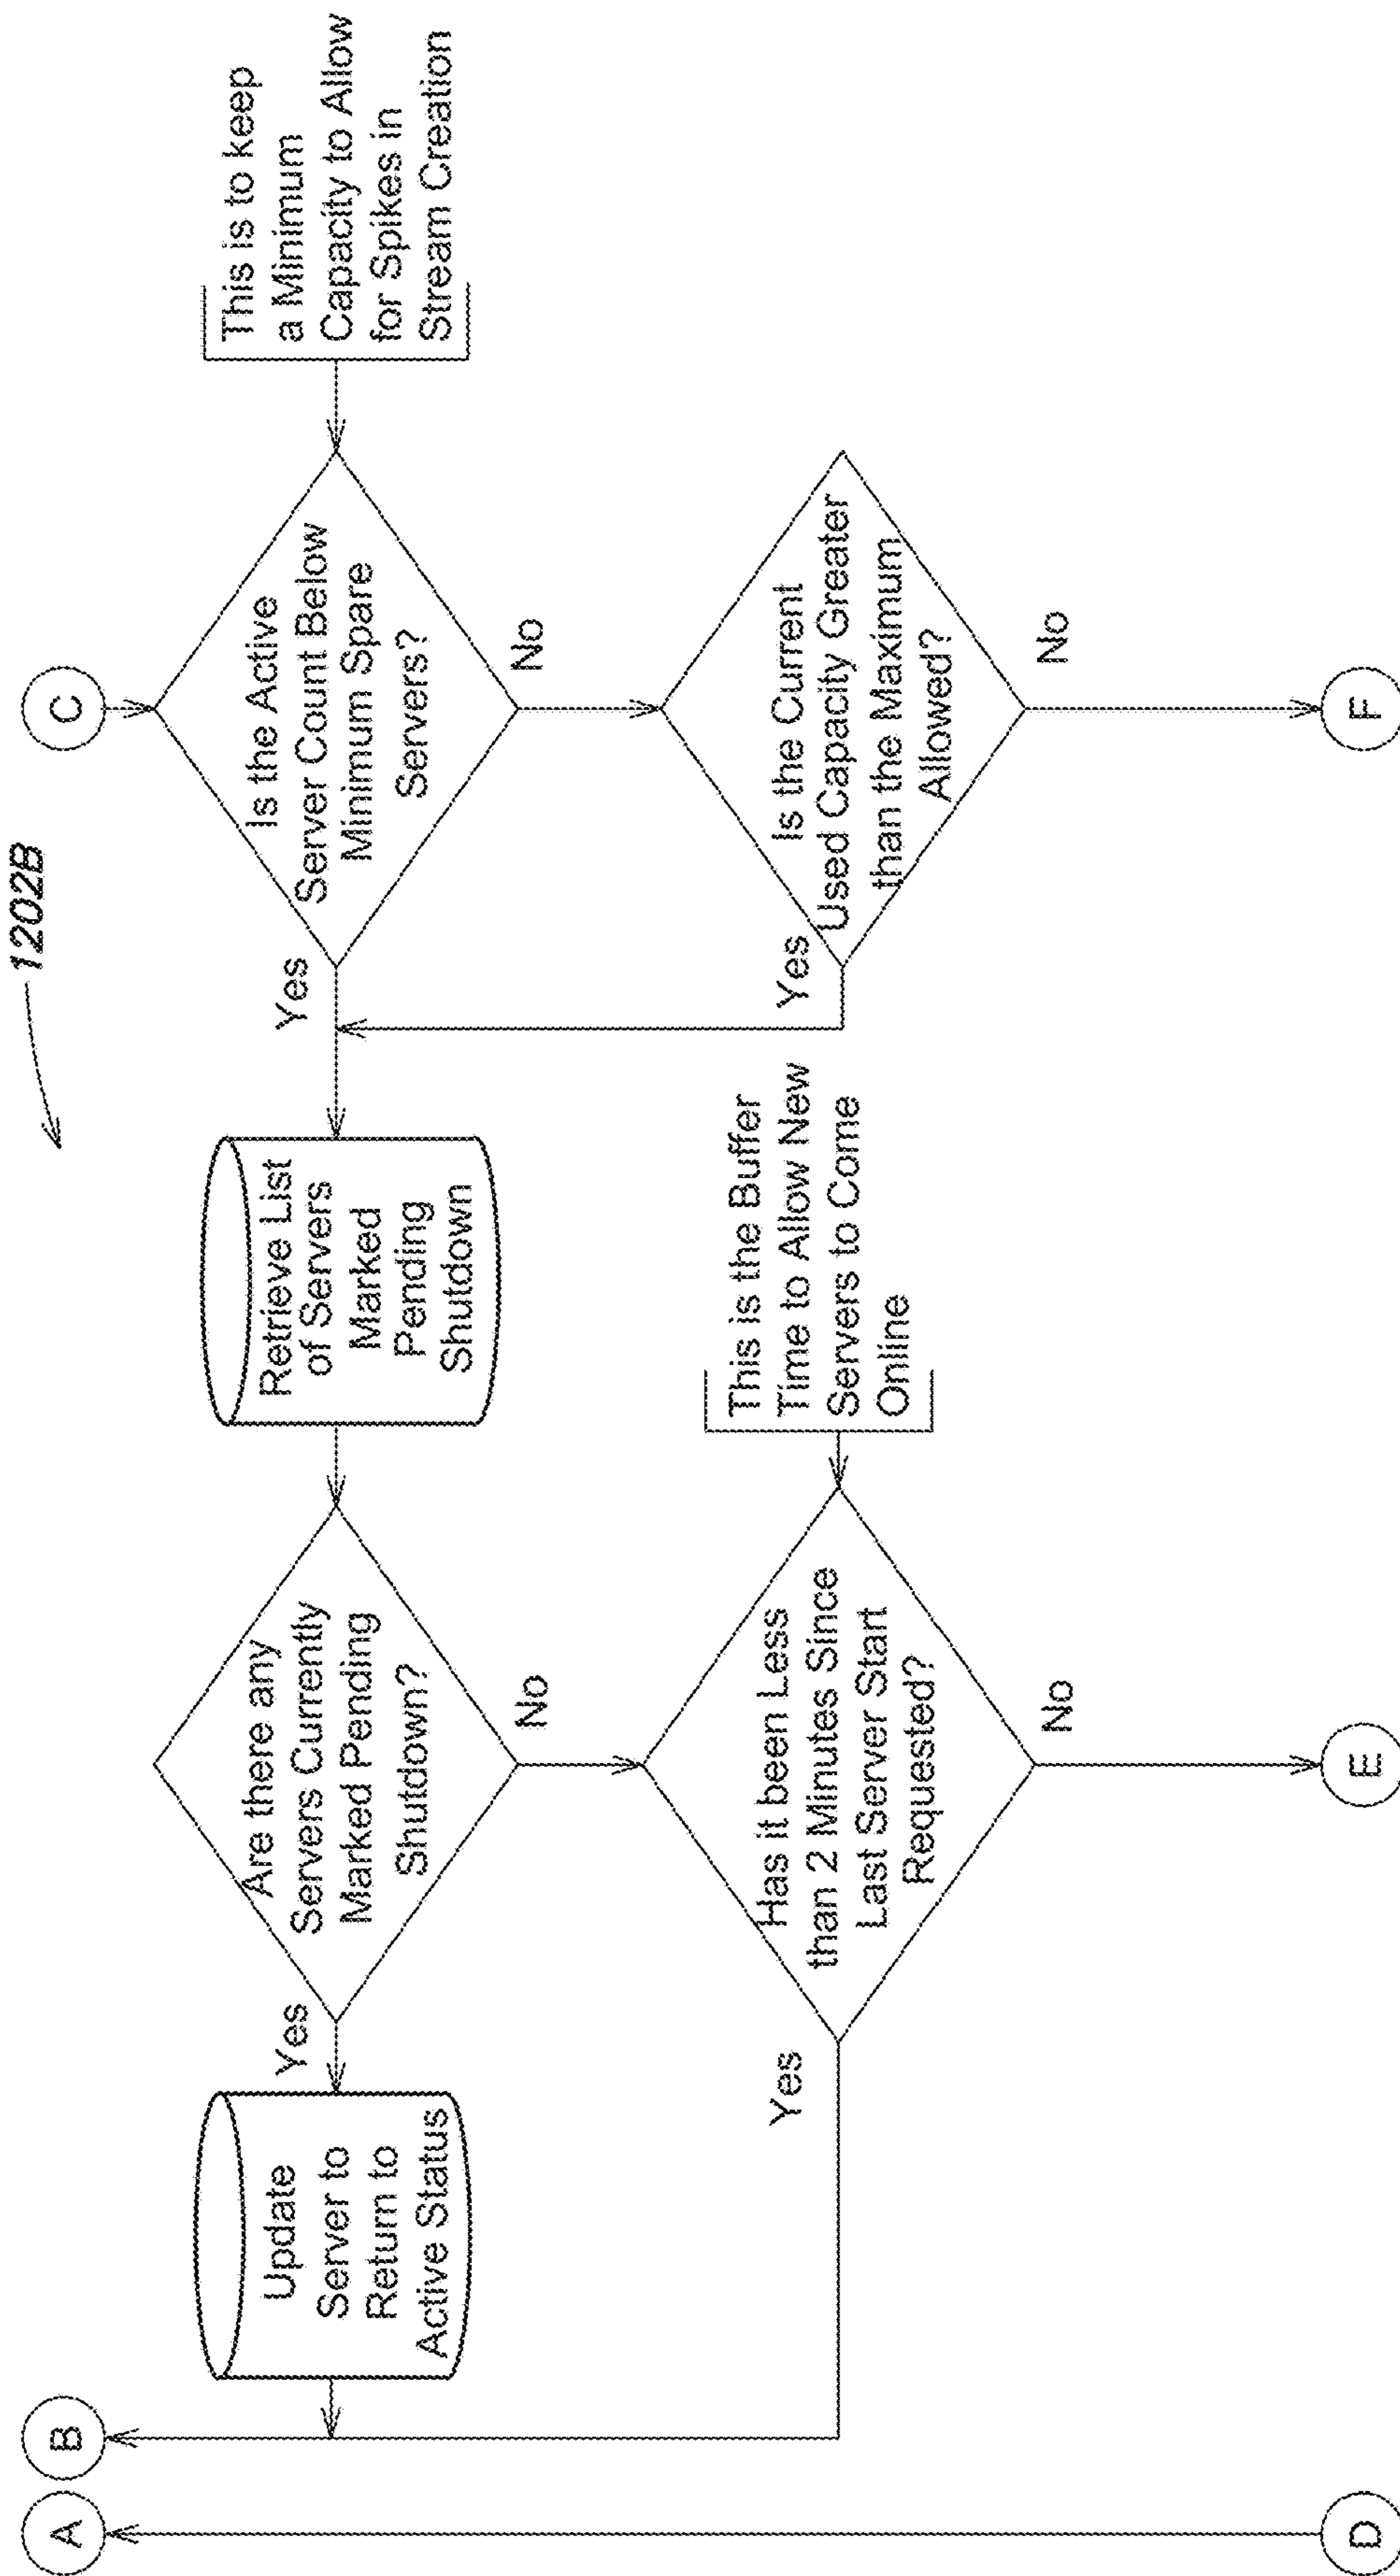 1202B
A
B
C
Update
Server to
Return to
Active Status
Yes
Are there any
Servers Currently
Marked Pending
Shutdown?
No
Retrieve List
of Servers
Marked
Pending
Shutdown
Yes
Is the Active
Server Count Below
Minimum Spare
Servers?
No
This is to keep
a Minimum
Capacity to Allow
for Spikes in
Stream Creation
Yes
Has it been Less
than 2 Minutes Since
Last Server Start
Requested?
No
This is the Buffer
Time to Allow New
Servers to Come
Online
Yes
Is the Current
Used Capacity Greater
than the Maximum
Allowed?
No
D
E
F